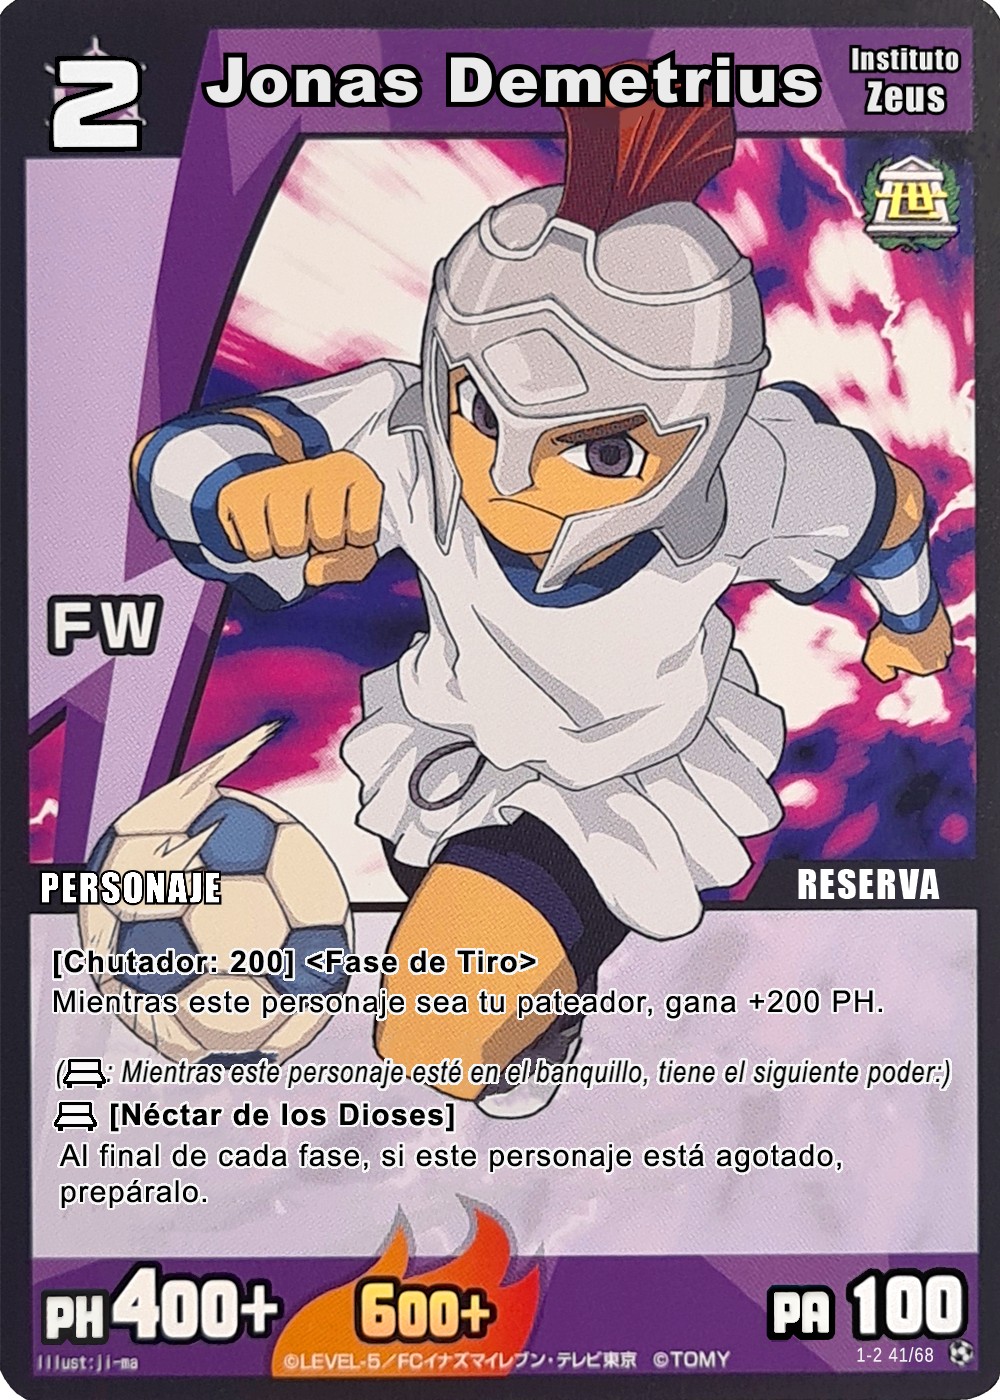 2
Jonas Demetrius
Instituto
Zeus
世
FW
PERSONAJE
RESERVA
[Chutador: 200] <Fase de Tiro>
Mientras este personaje sea tu pateador, gana +200 PH.
( : Mientras este personaje esté en el banquillo, tiene el siguiente poder:)
[Néctar de los Dioses]
Al final de cada fase, si este personaje está agotado,
prepáralo.
PH 400+
600+
PA 100
Illust:ji-ma
©LEVEL-5/FCイナズマイレブン・テレビ東京 ©TOMY
1-2 41/68